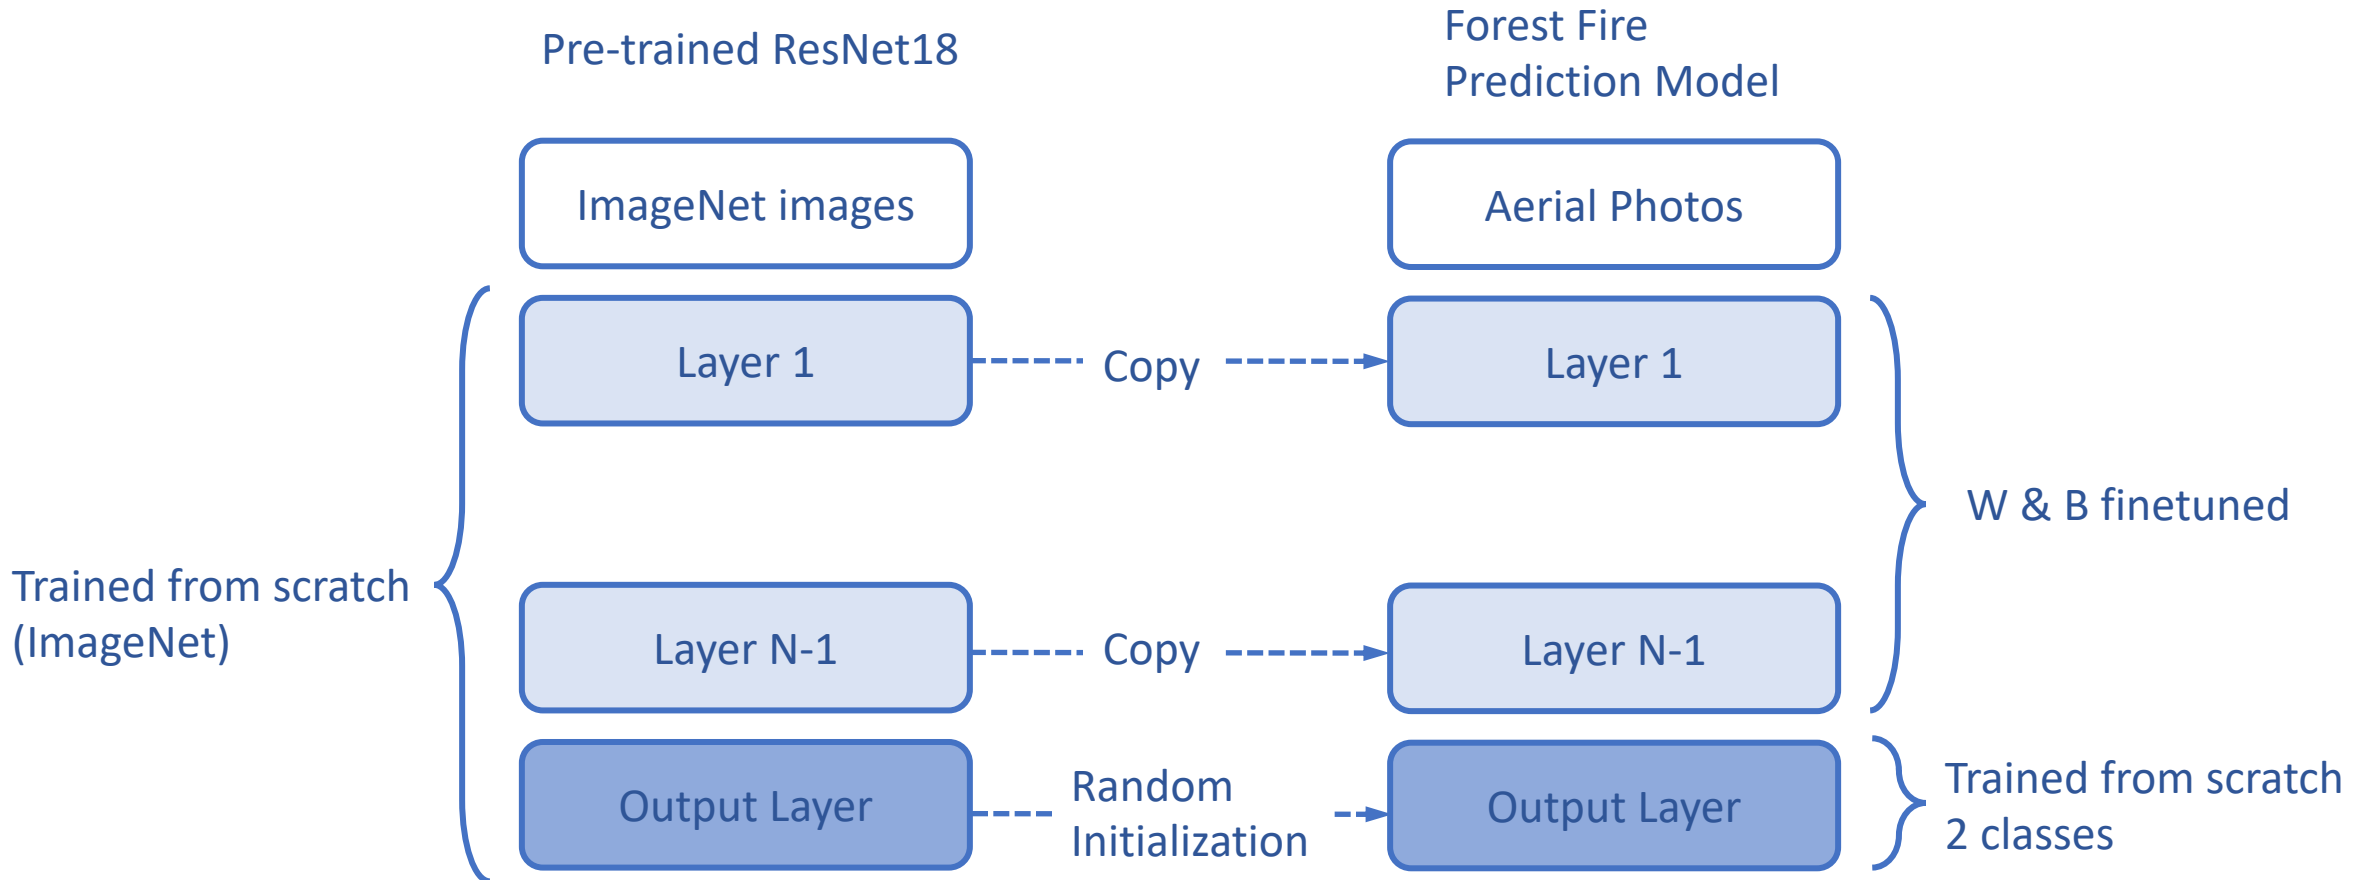 Pre-trained ResNet18
Forest Fire
Prediction Model
ImageNet images
Aerial Photos
Layer 1
Copy
Layer 1
W & B finetuned
Trained from scratch
(ImageNet)
Layer N-1
Copy
Layer N-1
Output Layer
Random
Initialization
Output Layer
Trained from scratch
2 classes